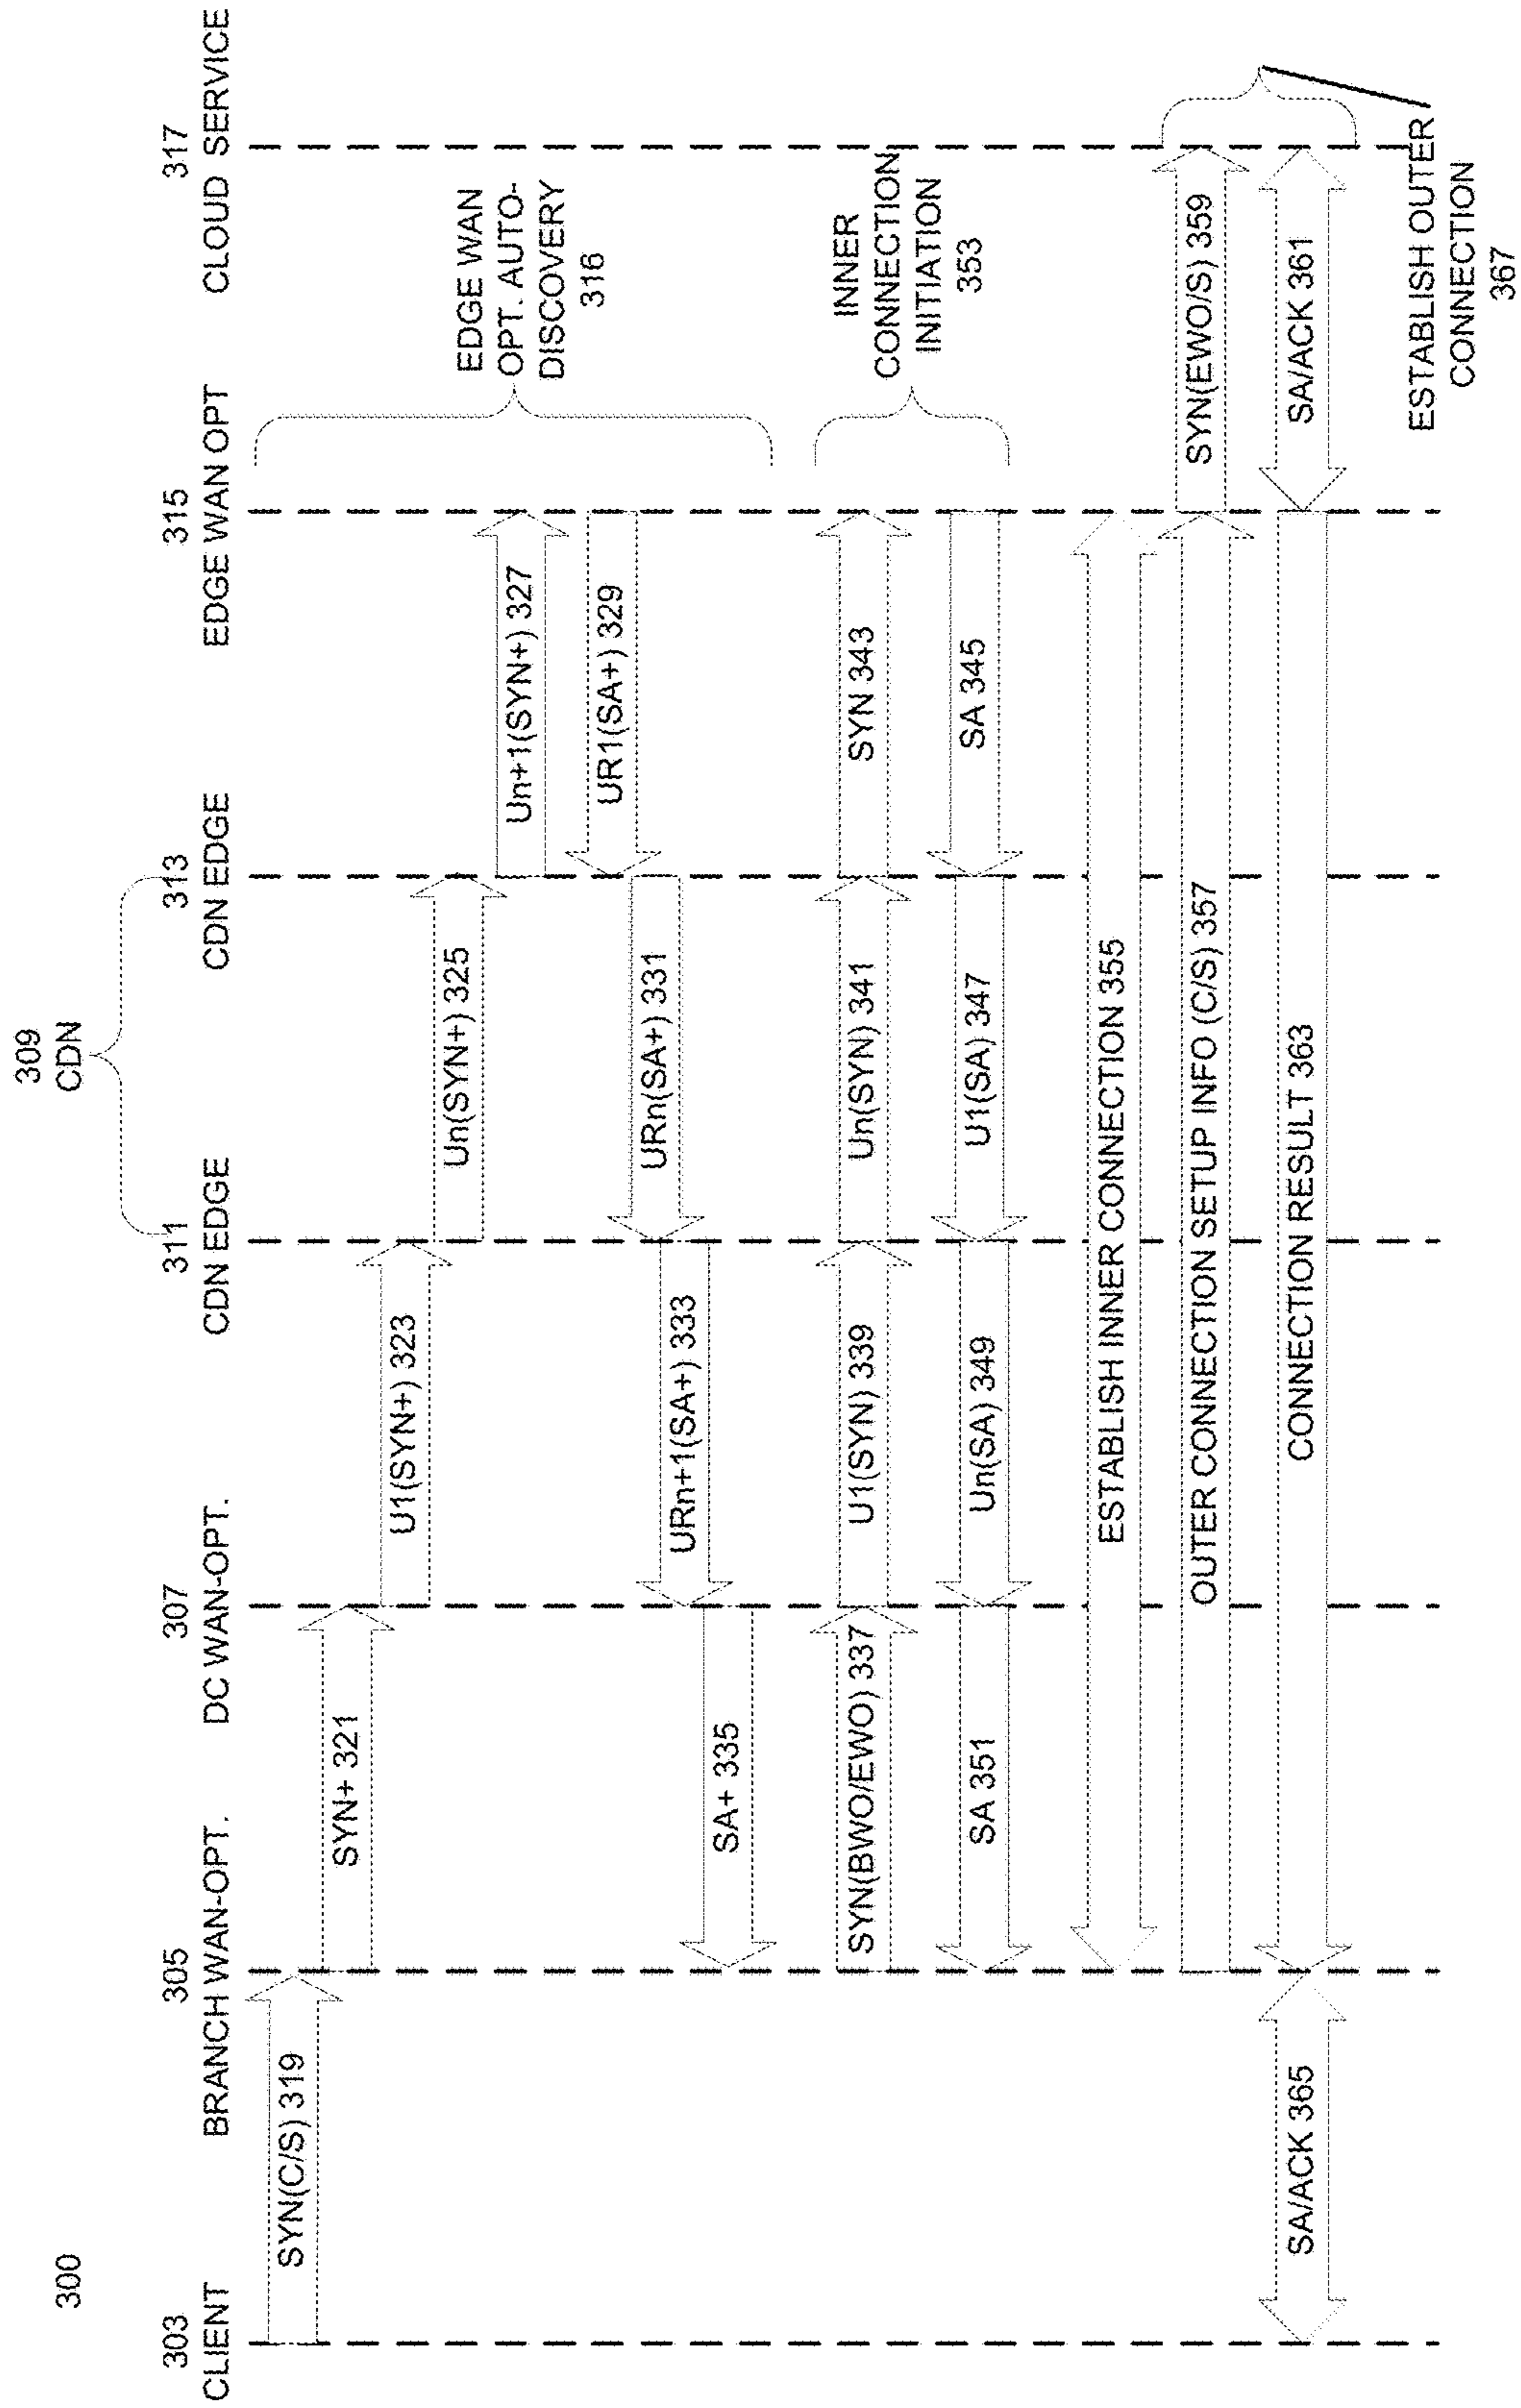 300
309
CDN
303
CLIENT
305
BRANCH WAN-OPT.
307
DC WAN-OPT.
311
CDN EDGE
313
CDN EDGE
315
EDGE WAN OPT
317
CLOUD SERVICE
SYN(C/S) 319
SYN+ 321
U1(SYN+) 323
Un(SYN+) 325
Un+1(SYN+) 327
UR1(SA+) 329
URn(SA+) 331
URn+1(SA+) 333
SA+ 335
EDGE WAN
OPT. AUTO-
DISCOVERY
316
SYN(BWO/EWO) 337
U1(SYN) 339
Un(SYN) 341
SYN 343
SA 345
U1(SA) 347
Un(SA) 349
SA 351
INNER
CONNECTION
INITIATION
353
ESTABLISH INNER CONNECTION 355
OUTER CONNECTION SETUP INFO (C/S) 357
SYN(EWO/S) 359
SA/ACK 361
CONNECTION RESULT 363
SA/ACK 365
ESTABLISH OUTER
CONNECTION
367